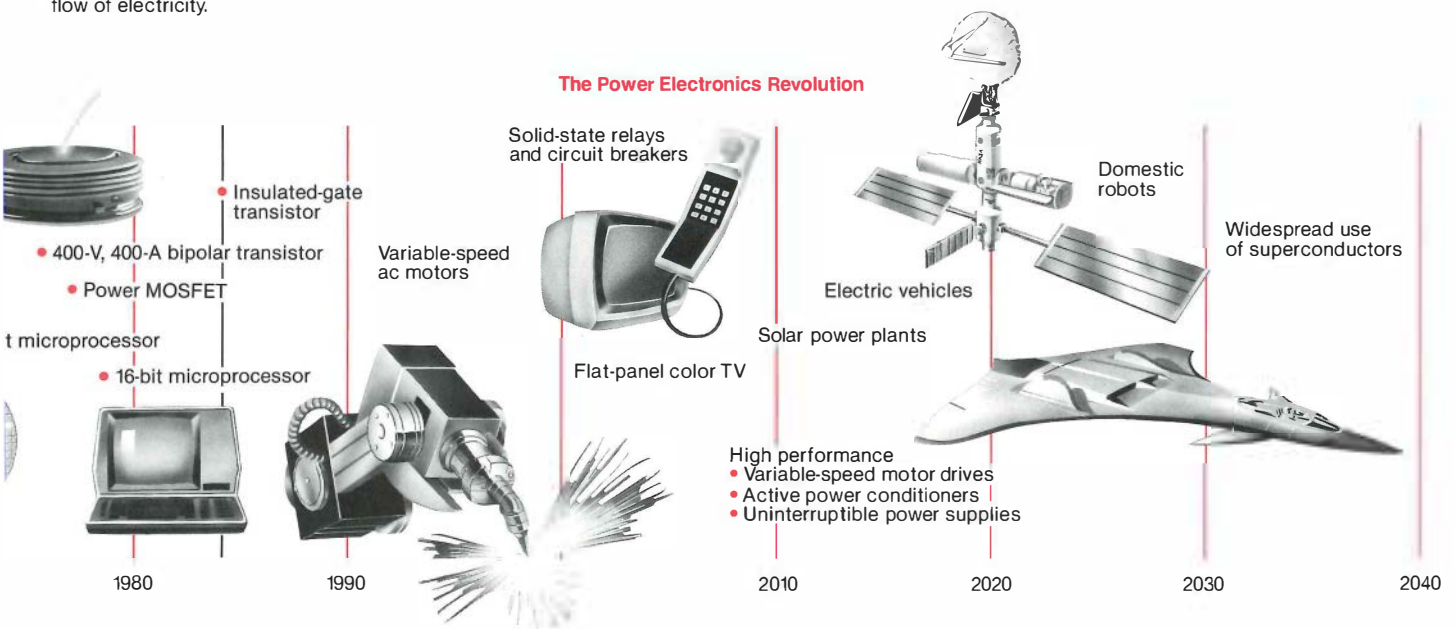 flow of electricity.
The Power Electronics Revolution
Solid-state relays
and circuit breakers
• Insulated-gate
transistor
Domestic
robots
• 400-V, 400-A bipolar transistor
Variable-speed
ac motors
Widespread use
of superconductors
• Power MOSFET
Electric vehicles
t microprocessor
Solar power plants
• 16-bit microprocessor
Flat-panel color TV
High performance
• Variable-speed motor drives
• Active power conditioners
• Uninterruptible power supplies
1980
1990
2010
2020
2030
2040